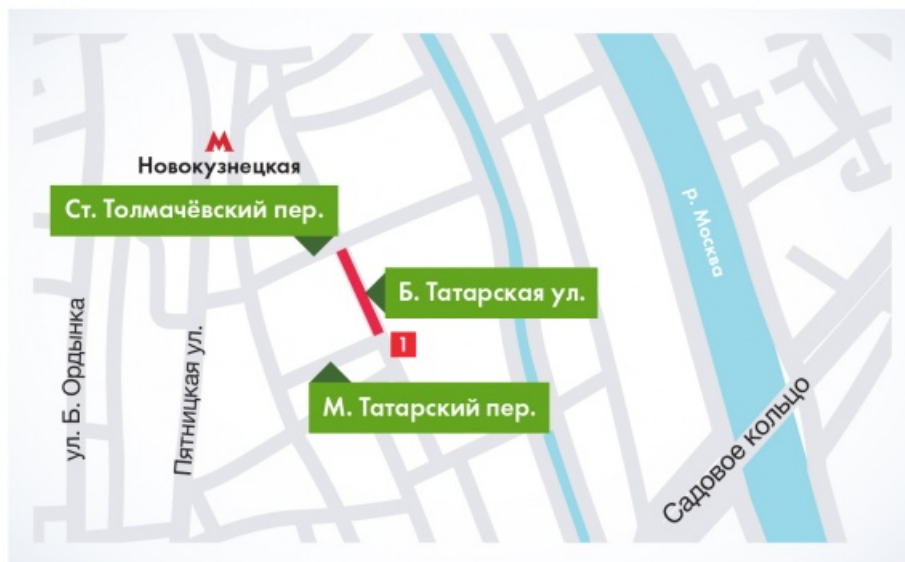 М
Новокузнецкая
Ст. Толмачёвский пер.
р. Москва
Б. Татарская ул.
1
ул. Б. Ордынка
Пятницкая ул.
М. Татарский пер.
Садовое кольцо